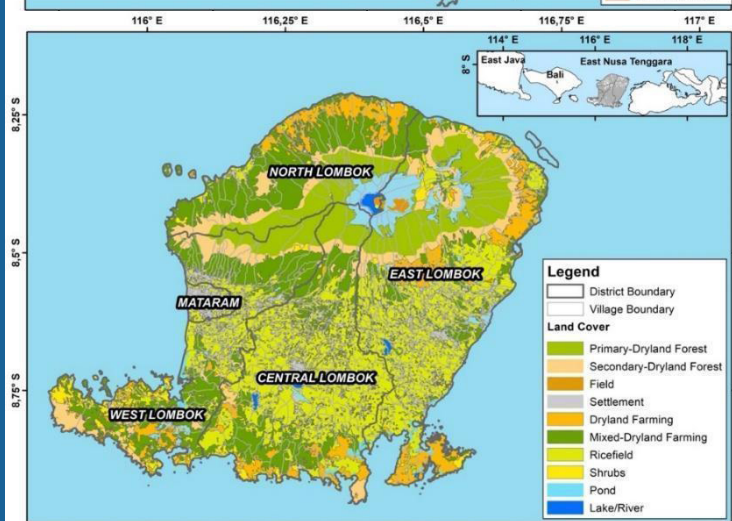 116° E
116,25° E
116,5° E
116,75° E
117° E
114° E
116° E
118° E
8° S
East Java
Bali
East Nusa Tenggara
8,25° S
NORTH LOMBOK
8,5° S
EAST LOMBOK
MATARAM
CENTRAL LOMBOK
8,75° S
WEST LOMBOK
Legend
District Boundary
Village Boundary
Land Cover
Primary-Dryland Forest
Secondary-Dryland Forest
Field
Settlement
Dryland Farming
Mixed-Dryland Farming
Ricefield
Shrubs
Pond
Lake/River